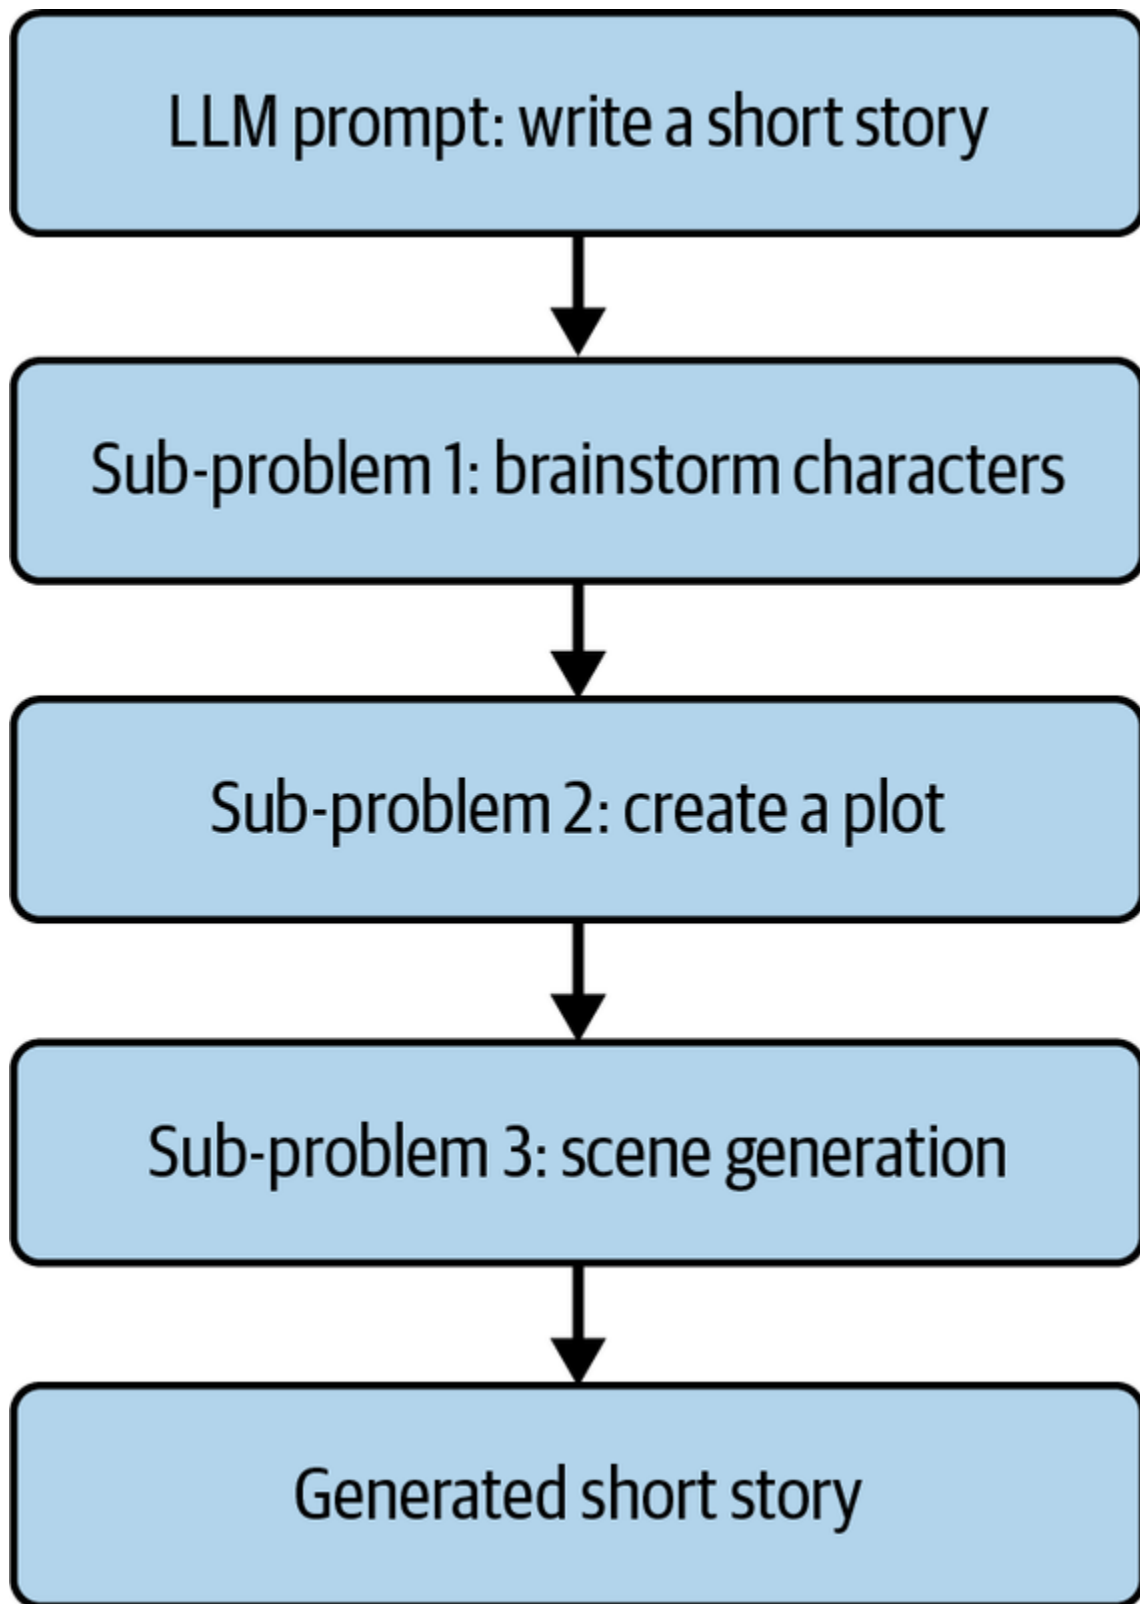 LLM prompt: write a short story
Sub-problem 1: brainstorm characters
Sub-problem 2: create a plot
Sub-problem 3: scene generation
Generated short story